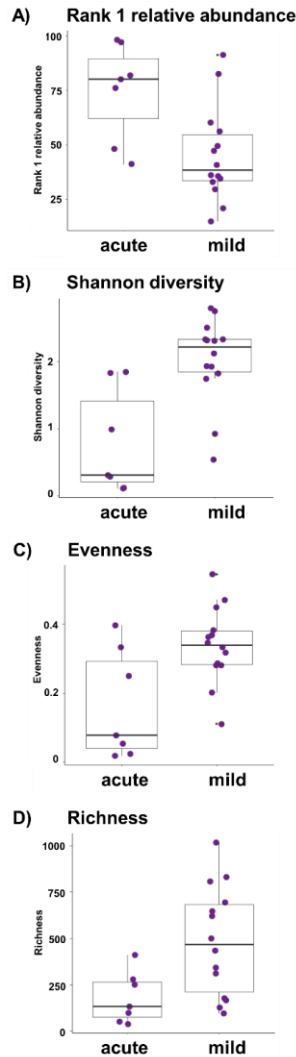 A) Rank 1 relative abundance
Rank 1 relative abundance
100
75
50
25
acute mild
B) Shannon diversity
Shannon diversity
2
1
0
acute mild
C) Evenness
Evenness
0.4
0.2
0
acute mild
D) Richness
Richness
1000
750
500
250
0
acute mild